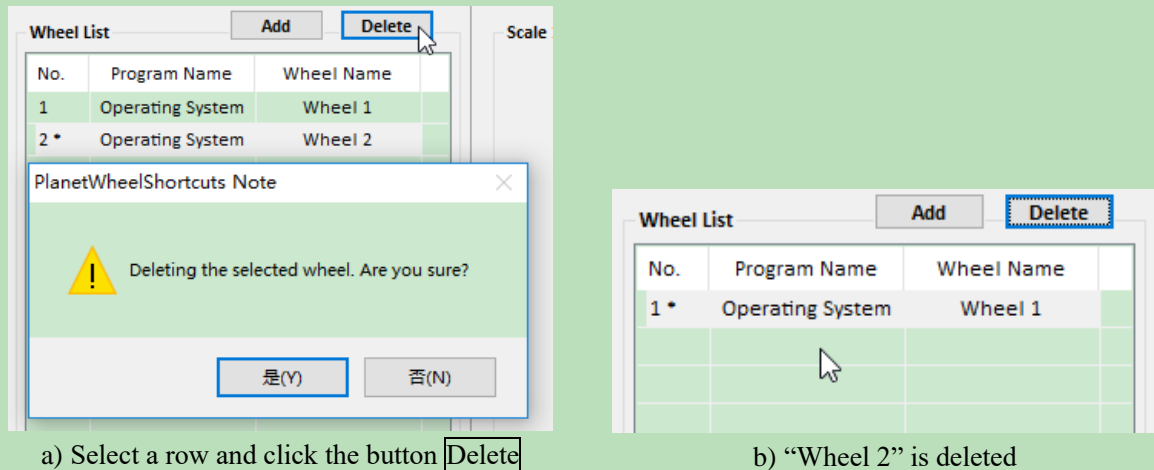 Wheel List
Add
Delete
Scale
No. Program Name Wheel Name
1 Operating System Wheel 1
2 * Operating System Wheel 2
PlanetWheelShortcuts Note
Deleting the selected wheel. Are you sure?
是(Y)
否(N)
a) Select a row and click the button Delete
Wheel List
Add
Delete
No. Program Name Wheel Name
1 * Operating System Wheel 1
b) “Wheel 2” is deleted